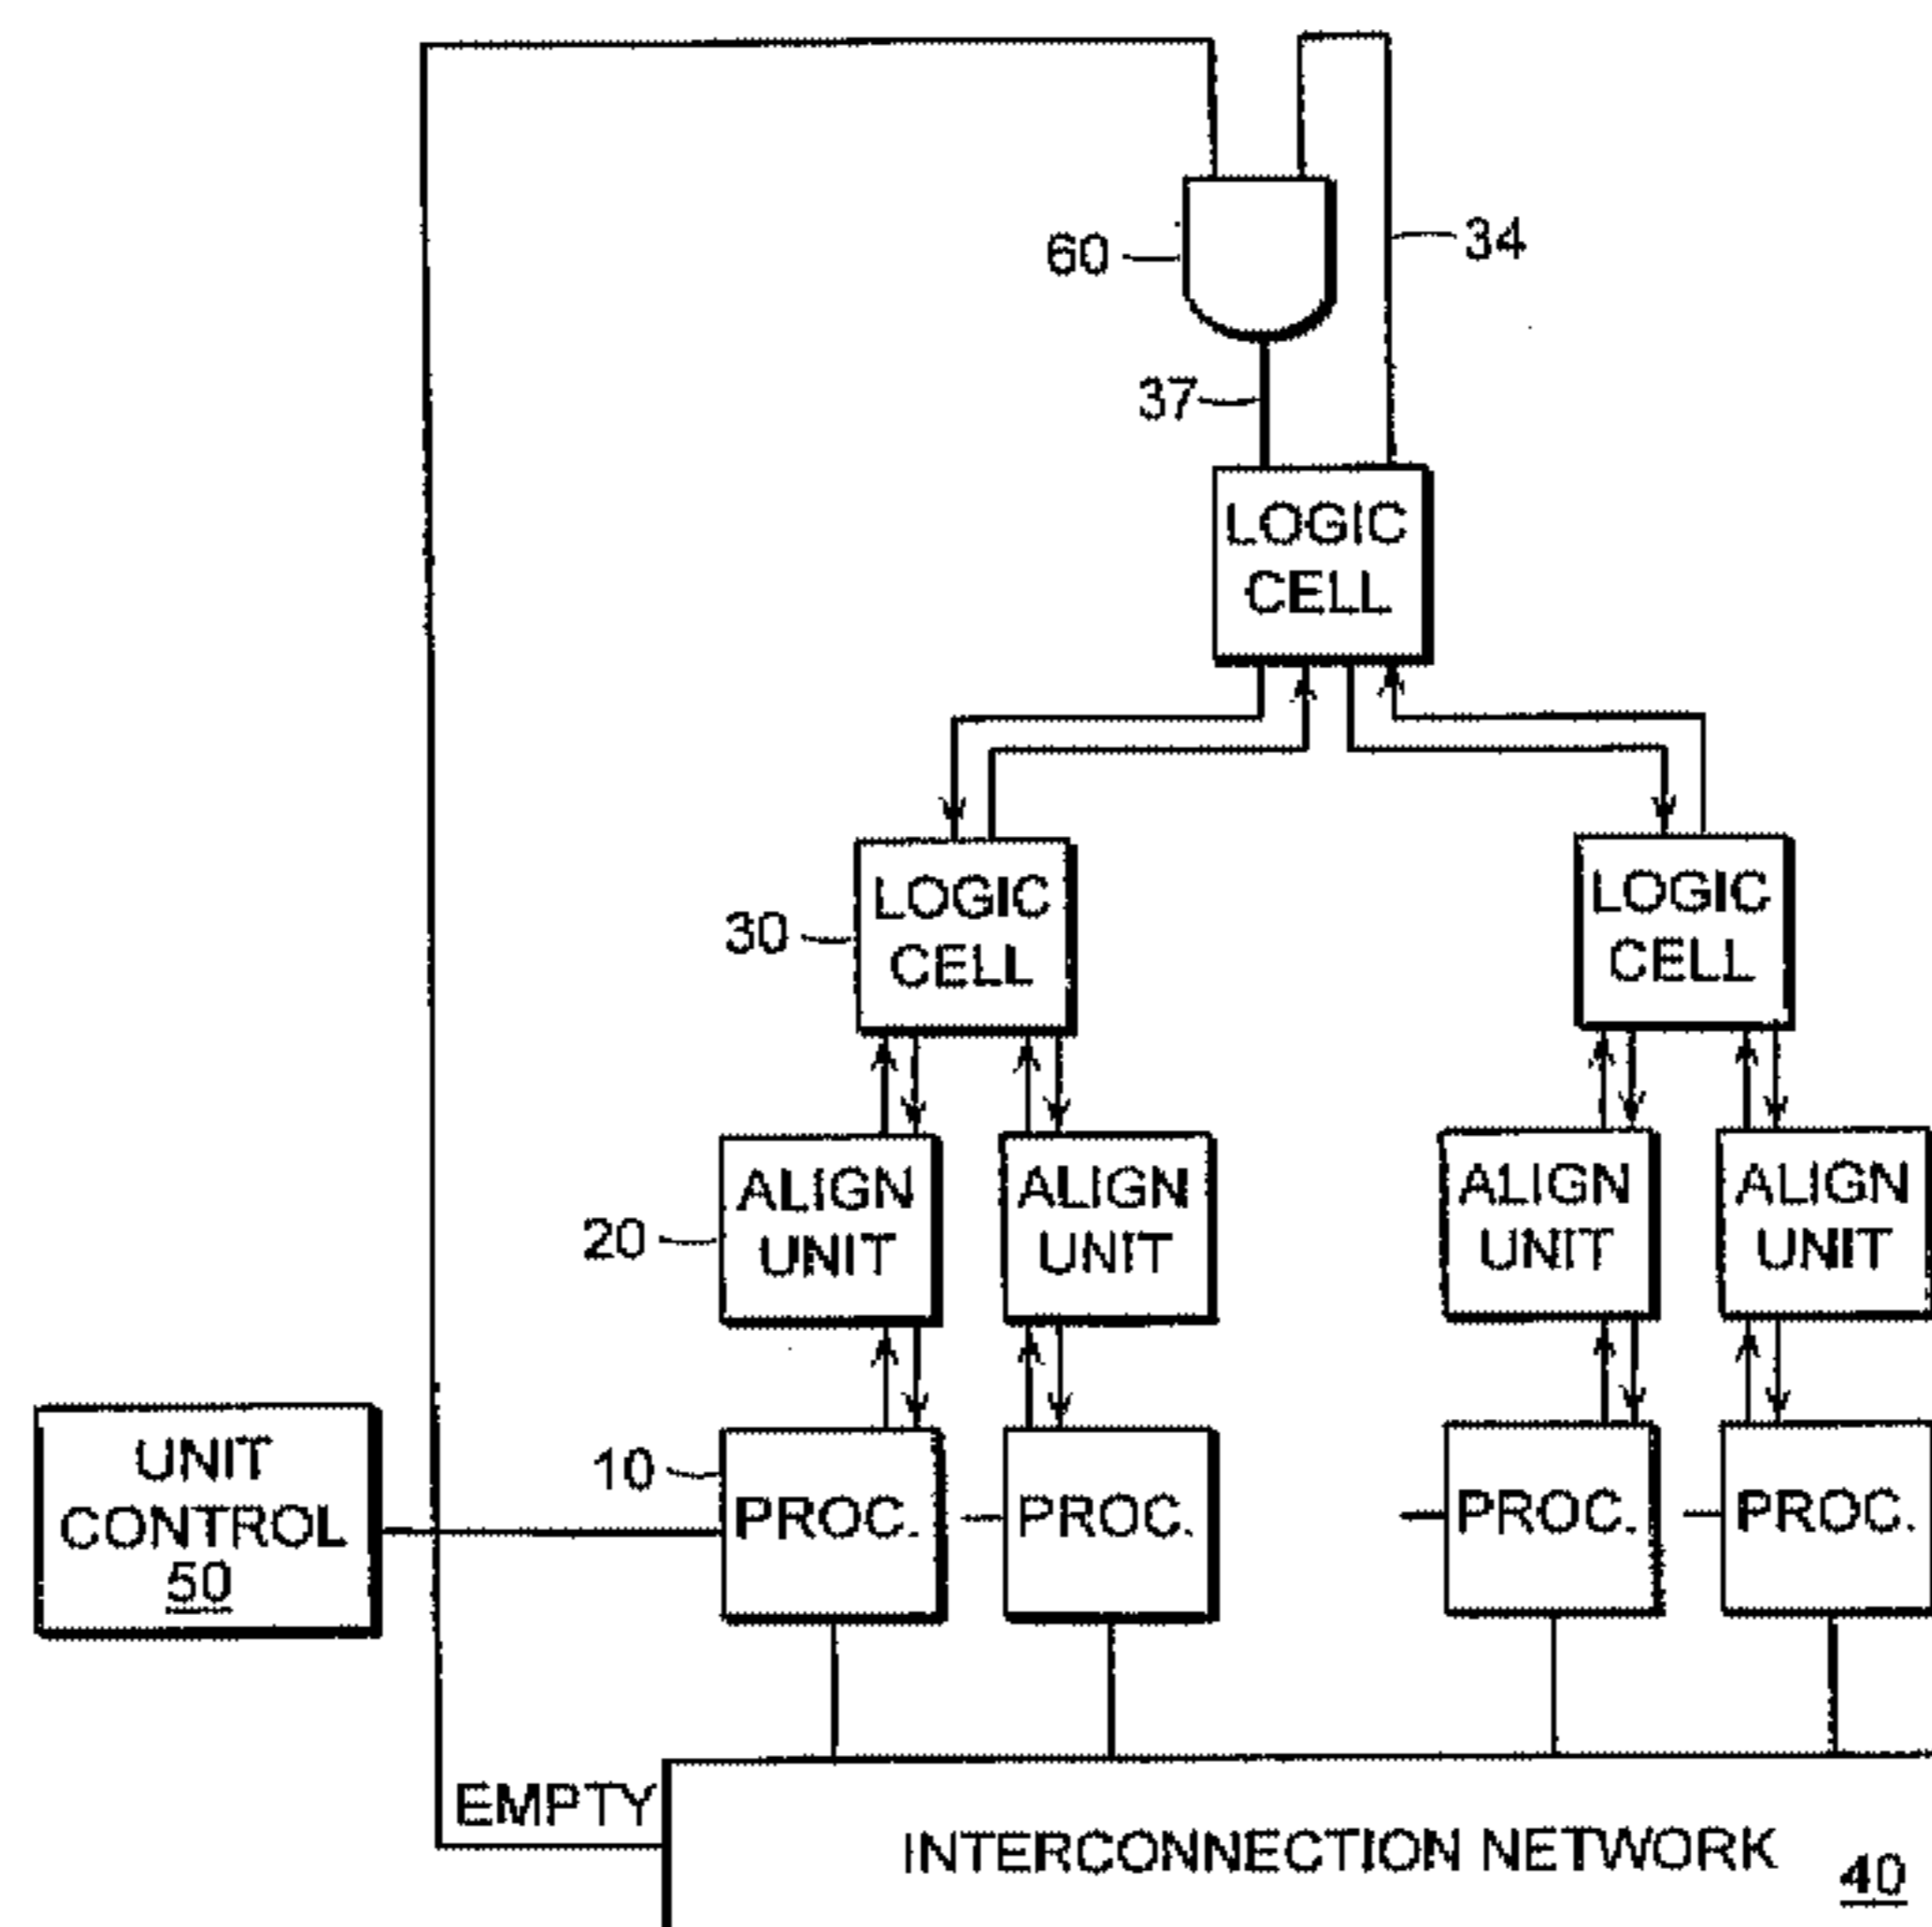 34
60
37
LOGIC
CELL
LOGIC
CELL
LOGIC
CELL
30
ALIGN
UNIT
ALIGN
UNIT
ALIGN
UNIT
ALIGN
UNIT
20
UNIT
CONTROL
50
10
PROC.
PROC.
PROC.
PROC.
EMPTY
INTERCONNECTION NETWORK
40